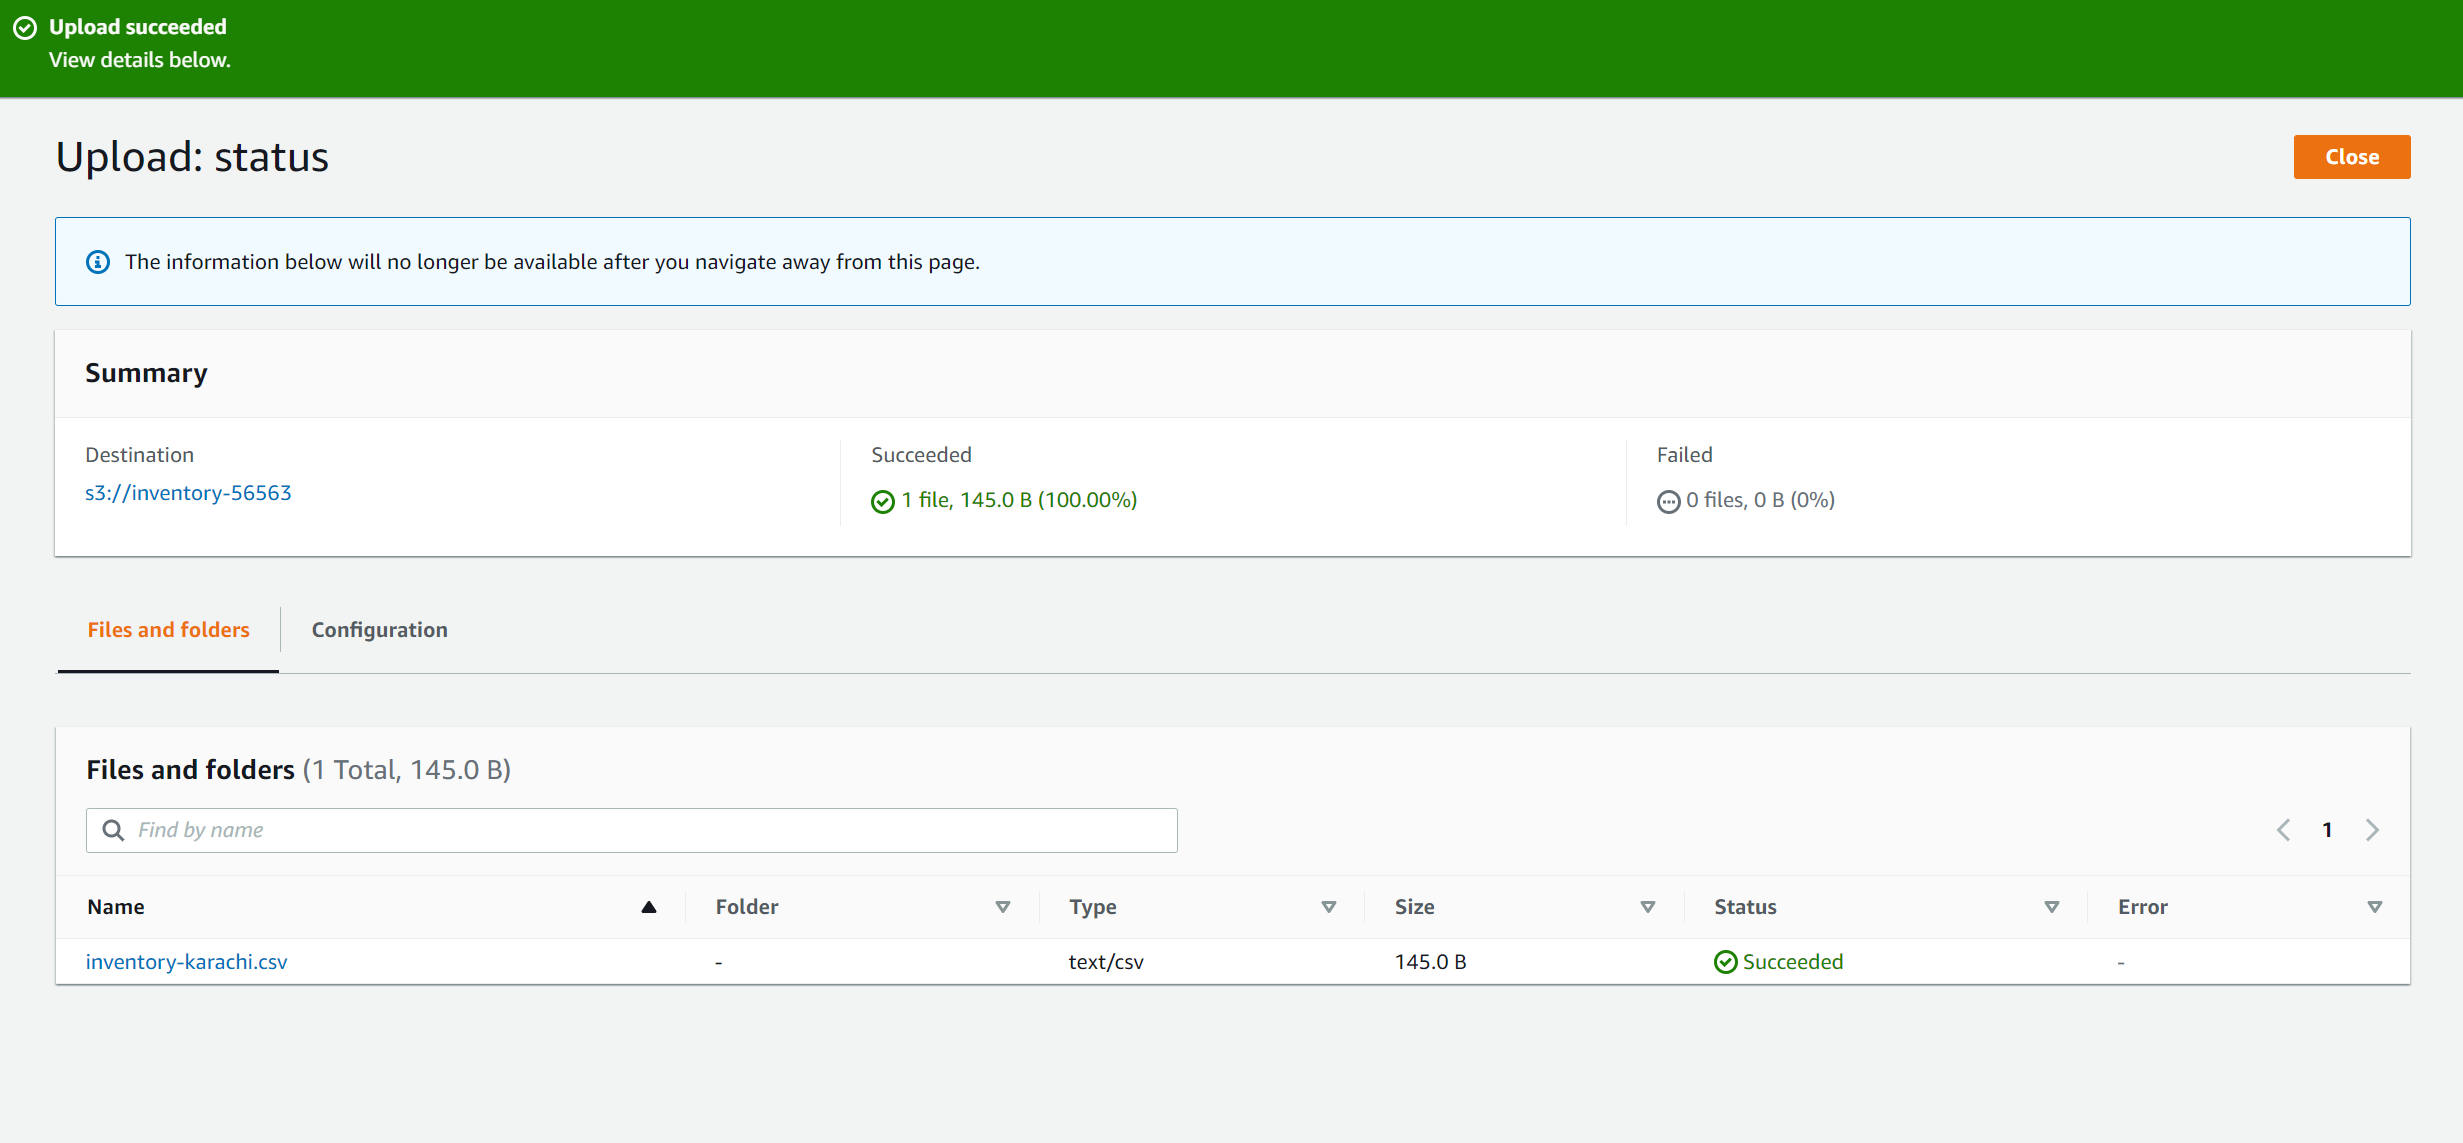 Upload succeeded
View details below.
Upload: status
Close
The information below will no longer be available after you navigate away from this page.
Summary
Destination
s3://inventory-56563
Succeeded
1 file, 145.0 B (100.00%)
Failed
0 files, 0 B (0%)
Files and folders
Configuration
Files and folders (1 Total, 145.0 B)
Find by name
1
Name Folder Type Size Status Error
inventory-karachi.csv - text/csv 145.0 B Succeeded -